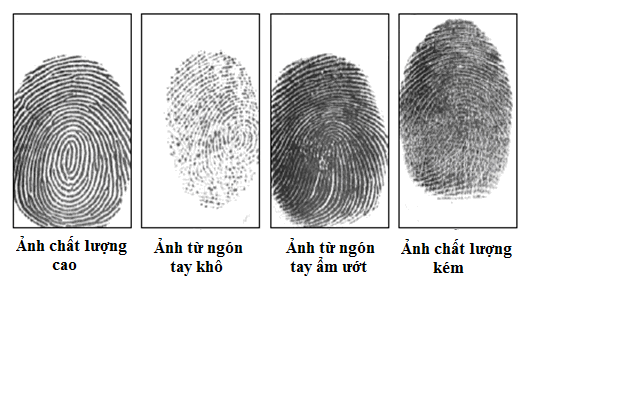 Ảnh chất lượng
cao
Ảnh từ ngón
tay khô
Ảnh từ ngón
tay ẩm ướt
Ảnh chất lượng
kém